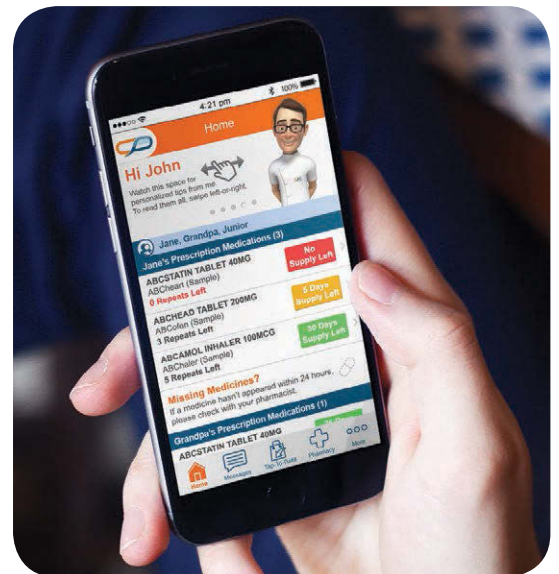 4:21 pm
100%
Home
Hi John
Watch this space for
personalized tips from me.
To read them all, swipe left-or-right.
Jane, Grandpa, Junior
Jane's Prescription Medications (3)
ABCSTATIN TABLET 40MG
ABCheart (Sample)
0 Repeats Left
No
Supply Left
ABCHEAD TABLET 200MG
ABCofen (Sample)
3 Repeats Left
5 Days
Supply Left
ABCAMOL INHALER 100MCG
ABChaler (Sample)
5 Repeats Left
30 Days
Supply Left
Missing Medicines?
If a medicine hasn't appeared within 24 hours,
please check with your pharmacist.
Grandpa's Prescription Medications (1)
ABCSTATIN TABLET 40MG
Days
Home
Messages
Pharmacy
More